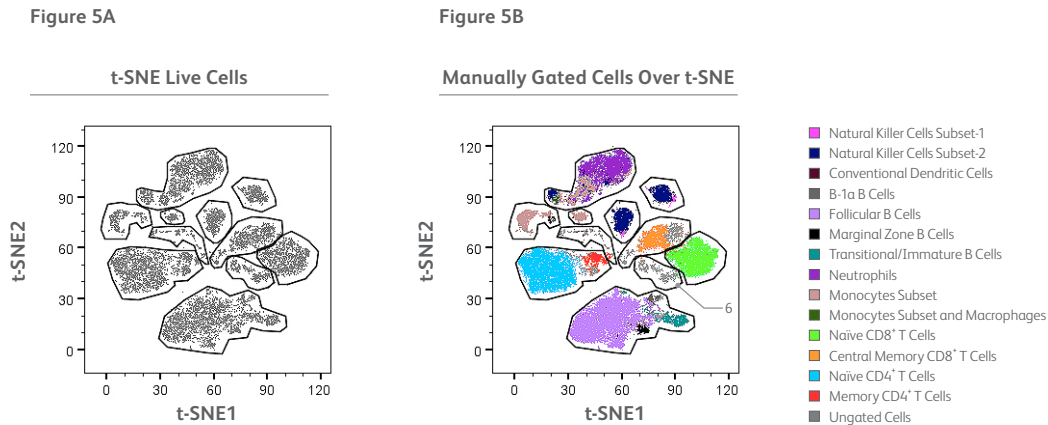 Figure 5A
Figure 5B
t-SNE Live Cells
Manually Gated Cells Over t-SNE
120
90
60
30
0
t-SNE2
0 30 60 90 120
t-SNE1
120
90
60
30
0
t-SNE2
0 30 60 90 120
t-SNE1
6
Natural Killer Cells Subset-1
Natural Killer Cells Subset-2
Conventional Dendritic Cells
B-1a B Cells
Follicular B Cells
Marginal Zone B Cells
Transitional/Immature B Cells
Neutrophils
Monocytes Subset
Monocytes Subset and Macrophages
Naïve CD8⁺ T Cells
Central Memory CD8⁺ T Cells
Naïve CD4⁺ T Cells
Memory CD4⁺ T Cells
Ungated Cells